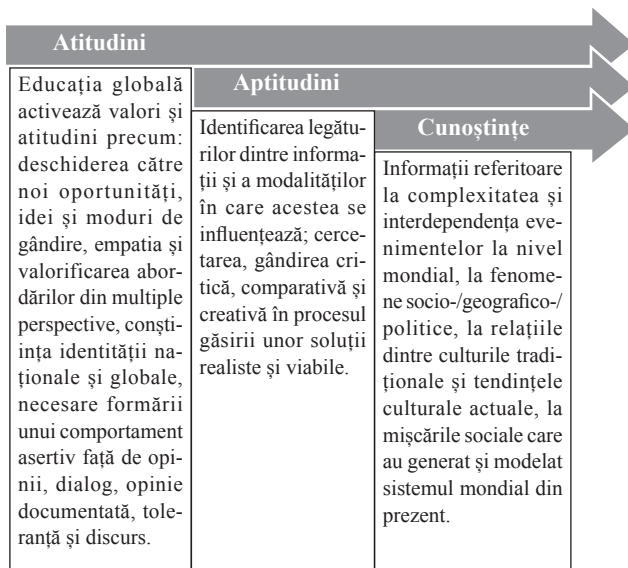 Atitudini
Educația globală
activează valori și
atitudini precum:
deschiderea către
noi oportunități,
idei și moduri de
gândire, empatia și
valorificarea abor-
dărilor din multiple
perspective, conști-
ința identității na-
ționale și globale,
necesare formării
unui comportament
asertiv față de opi-
nii, dialog, opinie
documentată, tole-
ranță și discurs.
Aptitudini
Identificarea legătu-
rilor dintre informa-
ții și a modalităților
în care acestea se
influențează; cerce-
tarea, gândirea cri-
tică, comparativă și
creativă în procesul
găsirii unor soluții
realiste și viabile.
Cunoștințe
Informații referitoare
la complexitatea și
interdependența eve-
nimentelor la nivel
mondial, la fenome-
ne socio-/geografico-/
politice, la relațiile
dintre culturile tradi-
ționale și tendințele
culturale actuale, la
mișcările sociale care
au generat și modelat
sistemul mondial din
prezent.